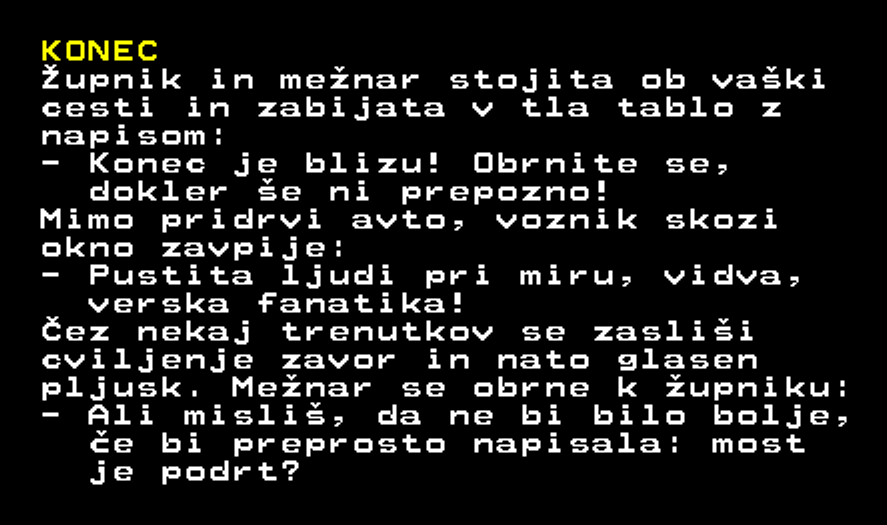 KONEC
Župnik in mežnar stojita ob vaški
cesti in zabijata v tla tablo z
napisom:
- Konec je blizu! Obrnite se,
dokler še ni prepozno!
Mimo pridrvi avto, voznik skozi
okno zavpije:
- Pustita ljudi pri miru, vidva,
verska fanatika!
Čez nekaj trenutkov se zasliši
cviljenje zavor in nato glasen
pljusk. Mežnar se obrne k župniku:
- Ali misliš, da ne bi bilo bolje,
če bi preprosto napisala: most
je podrt?